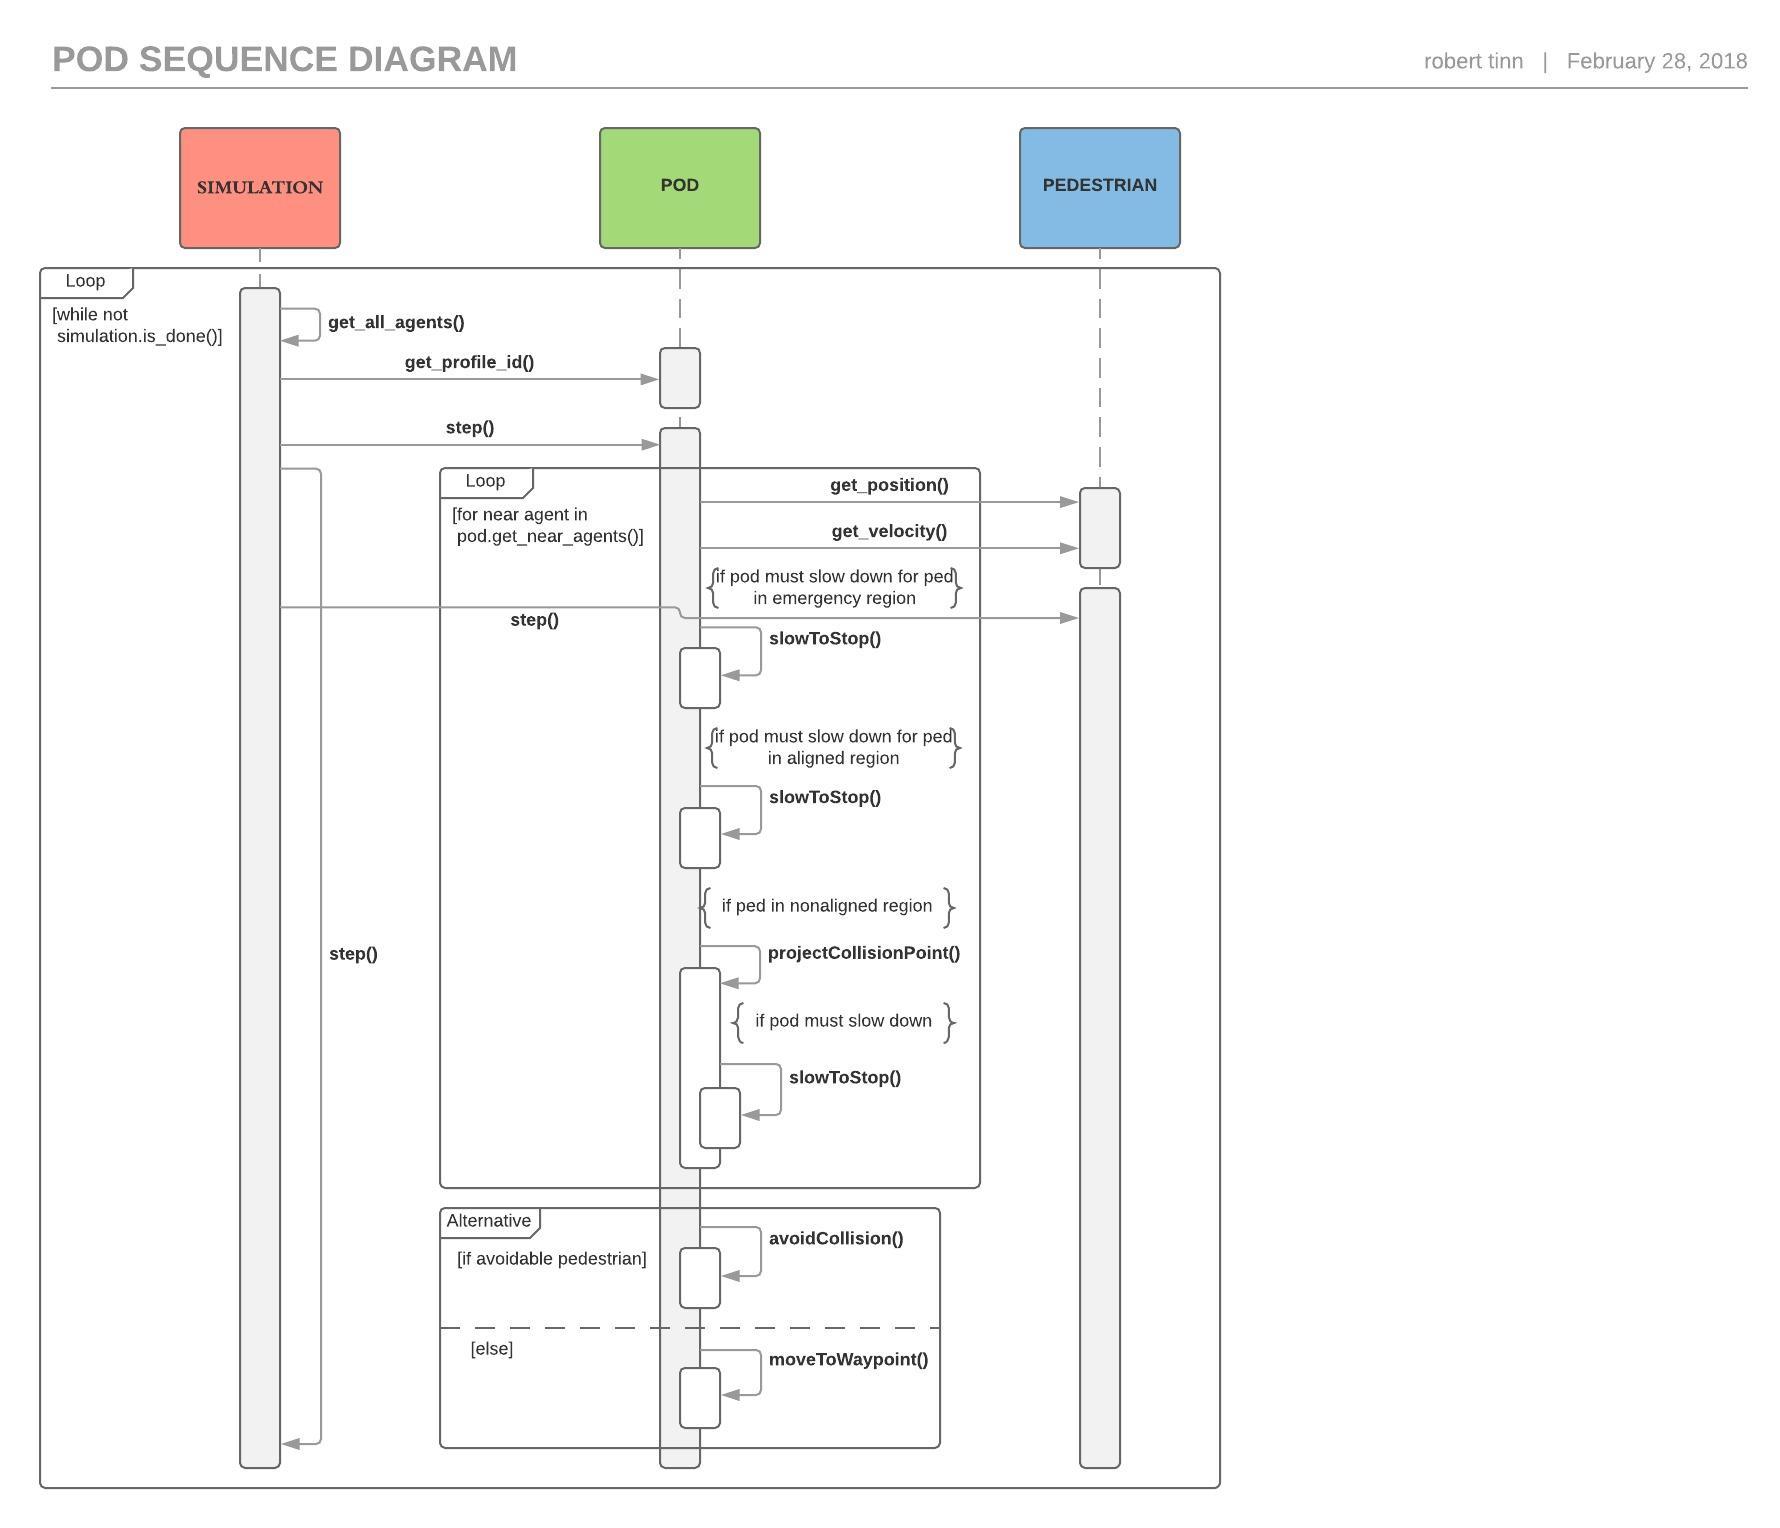 POD SEQUENCE DIAGRAM
robert tinn | February 28, 2018
SIMULATION
POD
PEDESTRIAN
Loop
[while not
simulation.is_done()]
get_all_agents()
get_profile_id()
step()
Loop
[for near agent in
pod.get_near_agents()]
get_position()
get_velocity()
if pod must slow down for ped
in emergency region
step()
slowToStop()
if pod must slow down for ped
in aligned region
slowToStop()
if ped in nonaligned region
projectCollisionPoint()
step()
if pod must slow down
slowToStop()
Alternative
[if avoidable pedestrian]
avoidCollision()
[else]
moveToWaypoint()